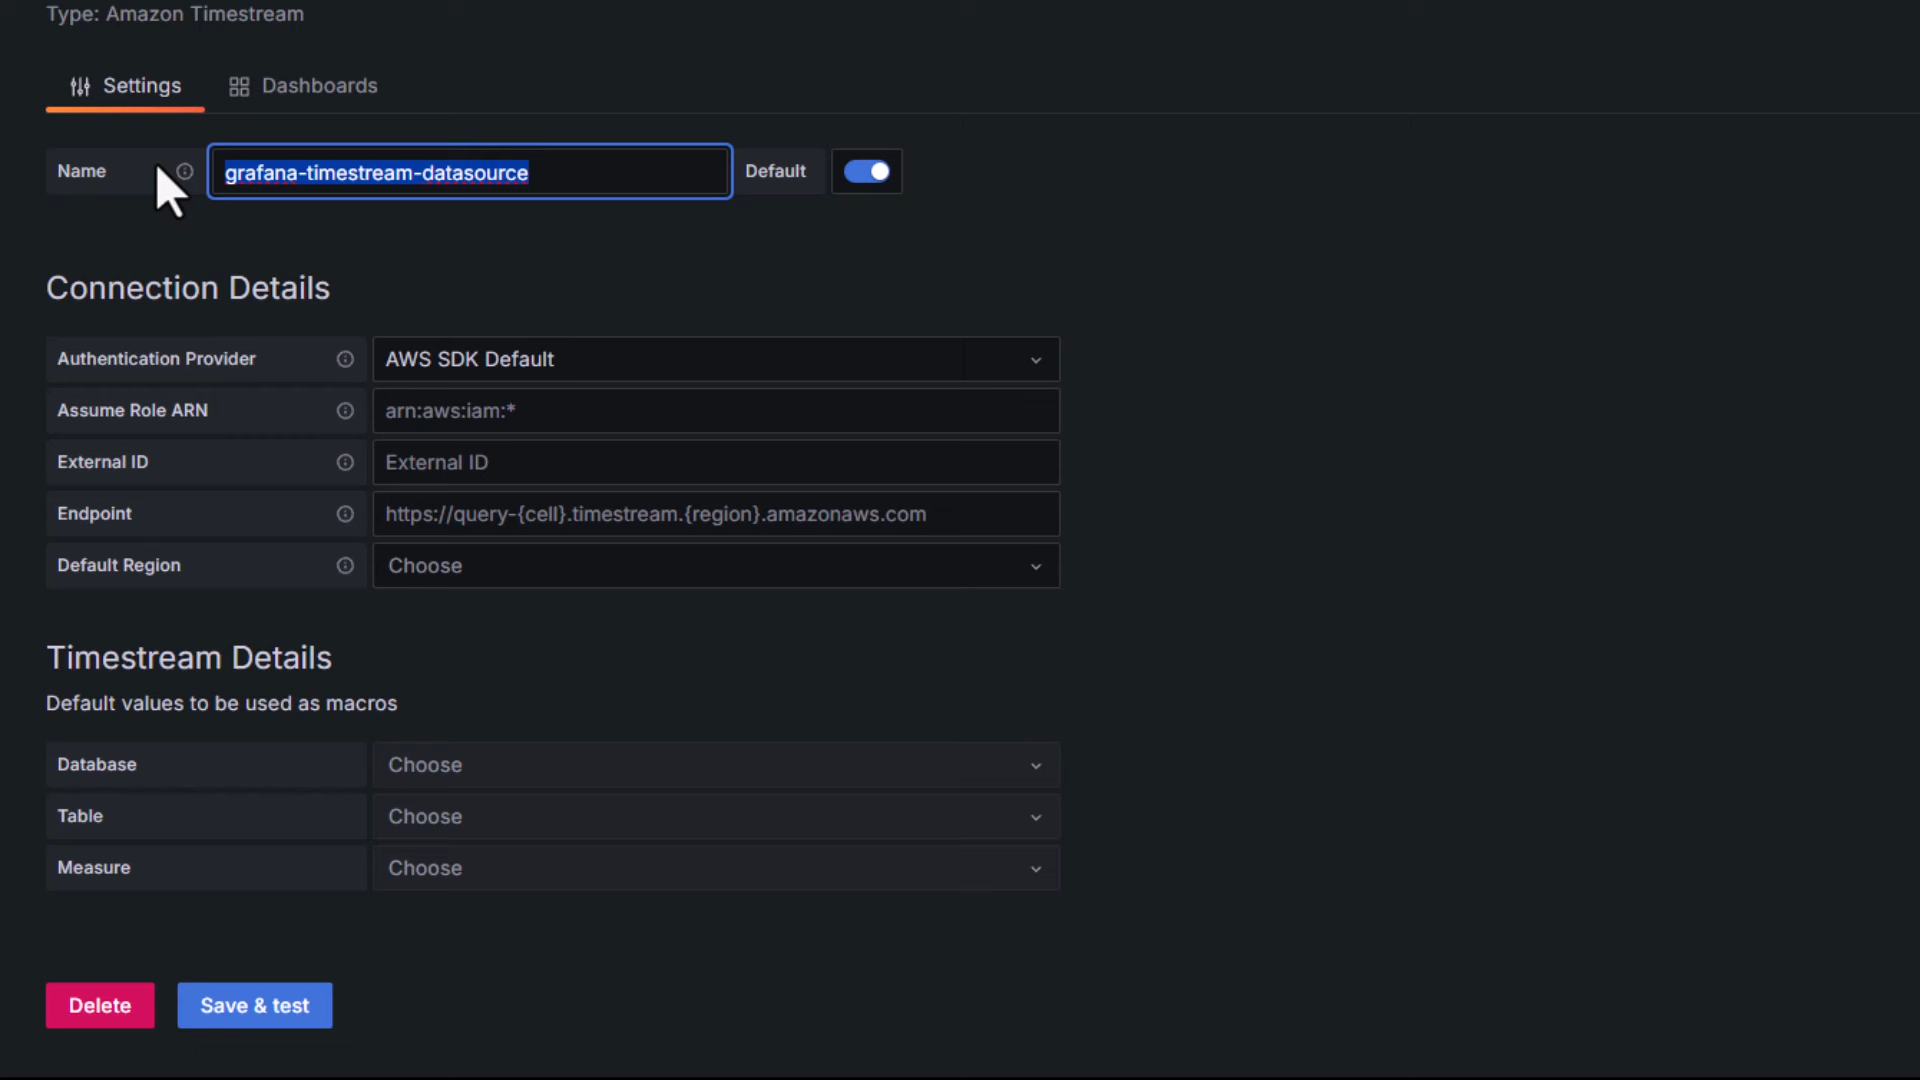 Type: Amazon Timestream
Settings Dashboards
Name grafana-timestream-datasource Default
Connection Details
Authentication Provider AWS SDK Default
Assume Role ARN arn:aws:iam:*
External ID External ID
Endpoint https://query-{cell}.timestream.{region}.amazonaws.com
Default Region Choose
Timestream Details
Default values to be used as macros
Database Choose
Table Choose
Measure Choose
Delete Save & test